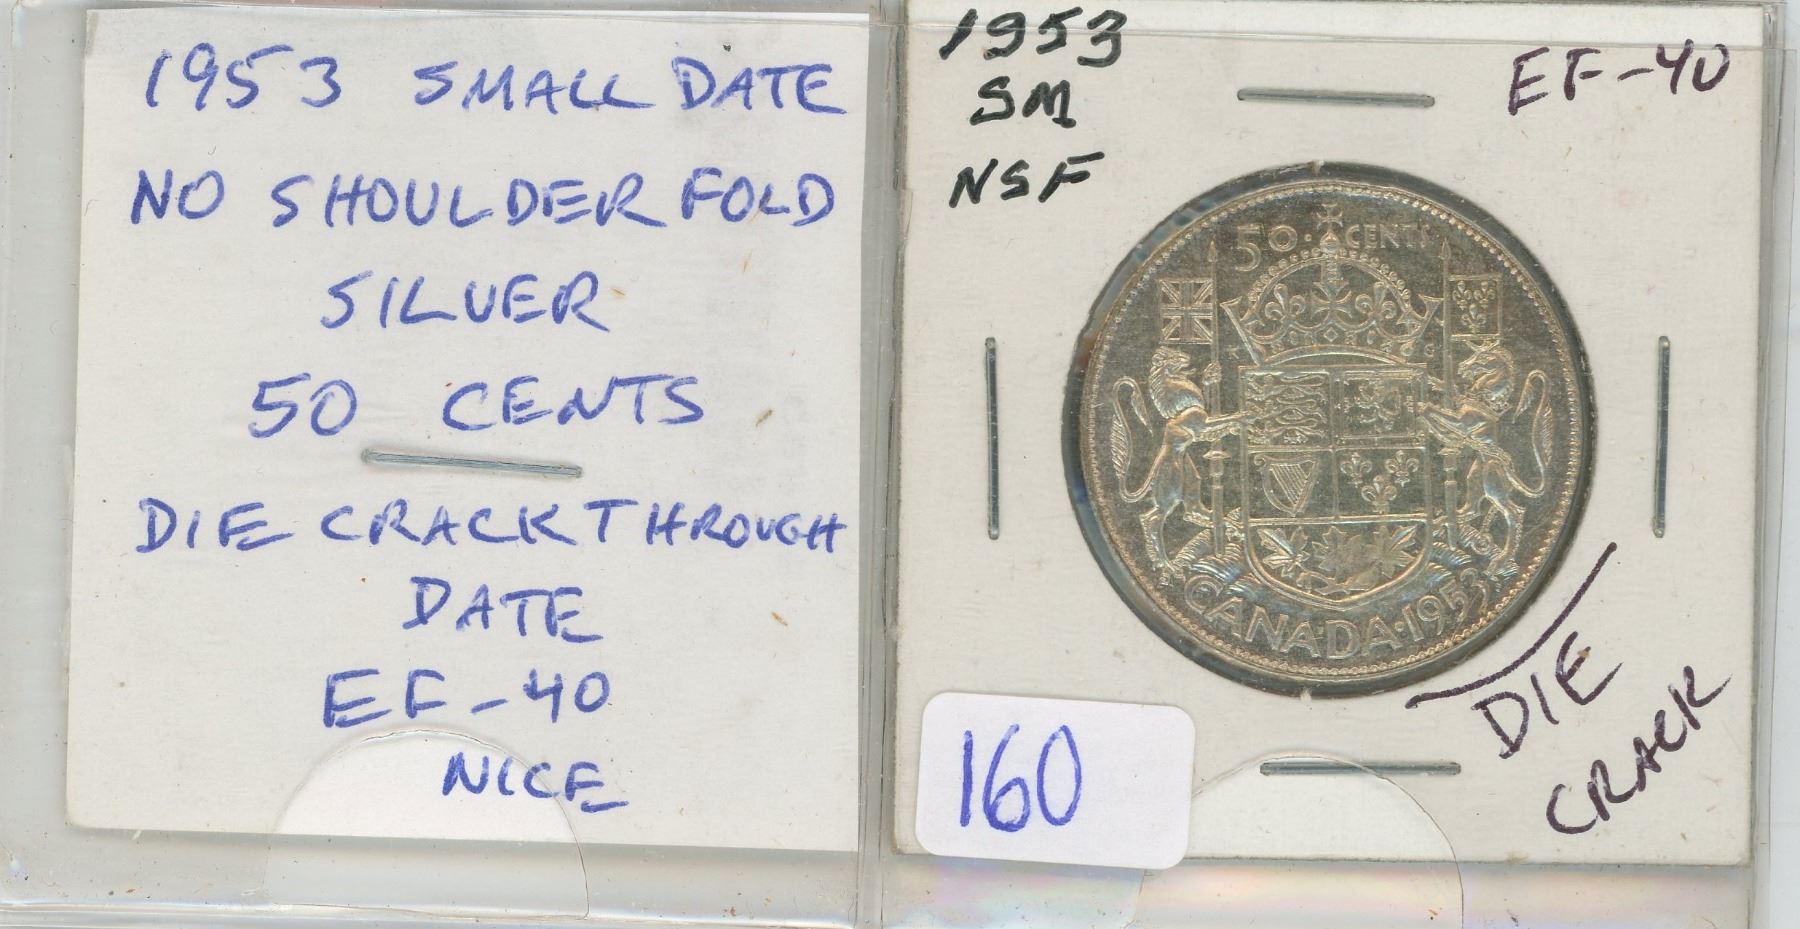 1953 SMALL DATE
NO SHOULDER FOLD
SILVER
50 CENTS
DIE CRACK THROUGH
DATE
EF-40
NICE
1953
SM
NSF
EF-40
50 · CENTS
CANADA · 1953
DIE
CRACK
160